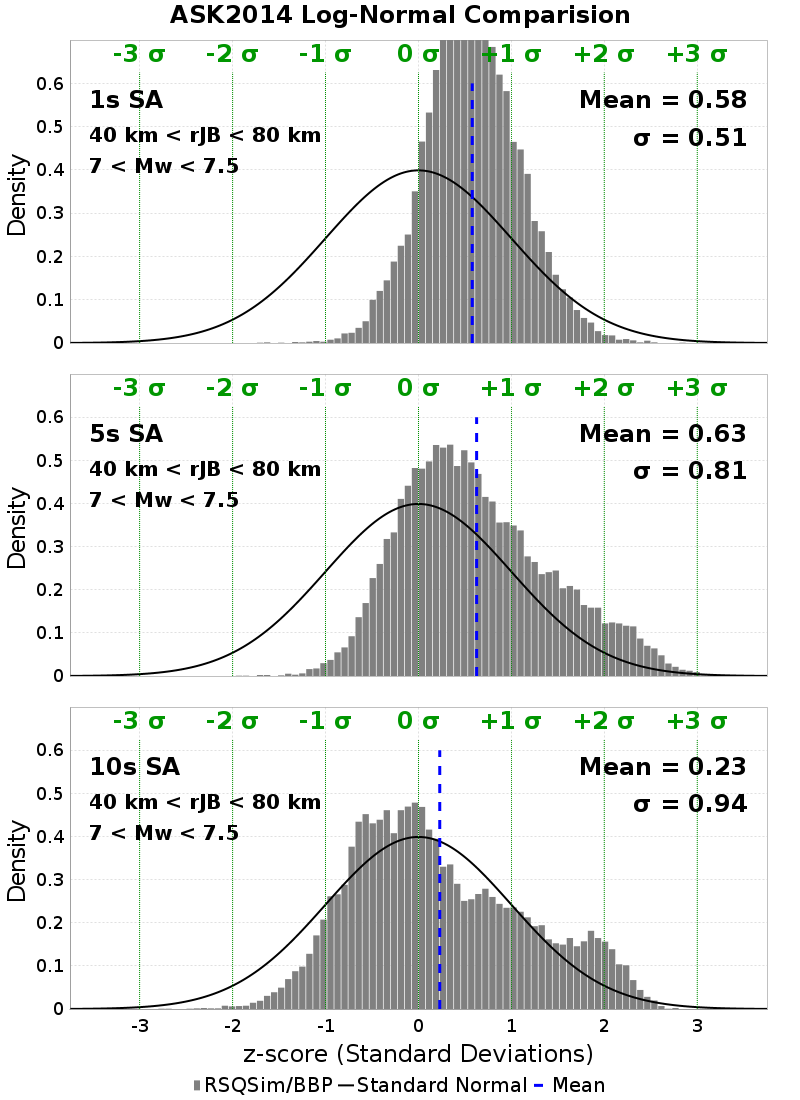 ASK2014 Log-Normal Comparision
-3 σ -2 σ -1 σ 0 σ +1 σ +2 σ +3 σ
0.6
1s SA Mean = 0.58
0.5
40 km < rJB < 80 km σ = 0.51
7 < Mw < 7.5
0.4
0.3
0.2
0.1
0
Density
-3 σ -2 σ -1 σ 0 σ +1 σ +2 σ +3 σ
0.6
5s SA Mean = 0.63
0.5
40 km < rJB < 80 km σ = 0.81
7 < Mw < 7.5
0.4
0.3
0.2
0.1
0
Density
-3 σ -2 σ -1 σ 0 σ +1 σ +2 σ +3 σ
0.6
10s SA Mean = 0.23
0.5
40 km < rJB < 80 km σ = 0.94
7 < Mw < 7.5
0.4
0.3
0.2
0.1
0
Density
-3 -2 -1 0 1 2 3
z-score (Standard Deviations)
RSQSim/BBP Standard Normal Mean